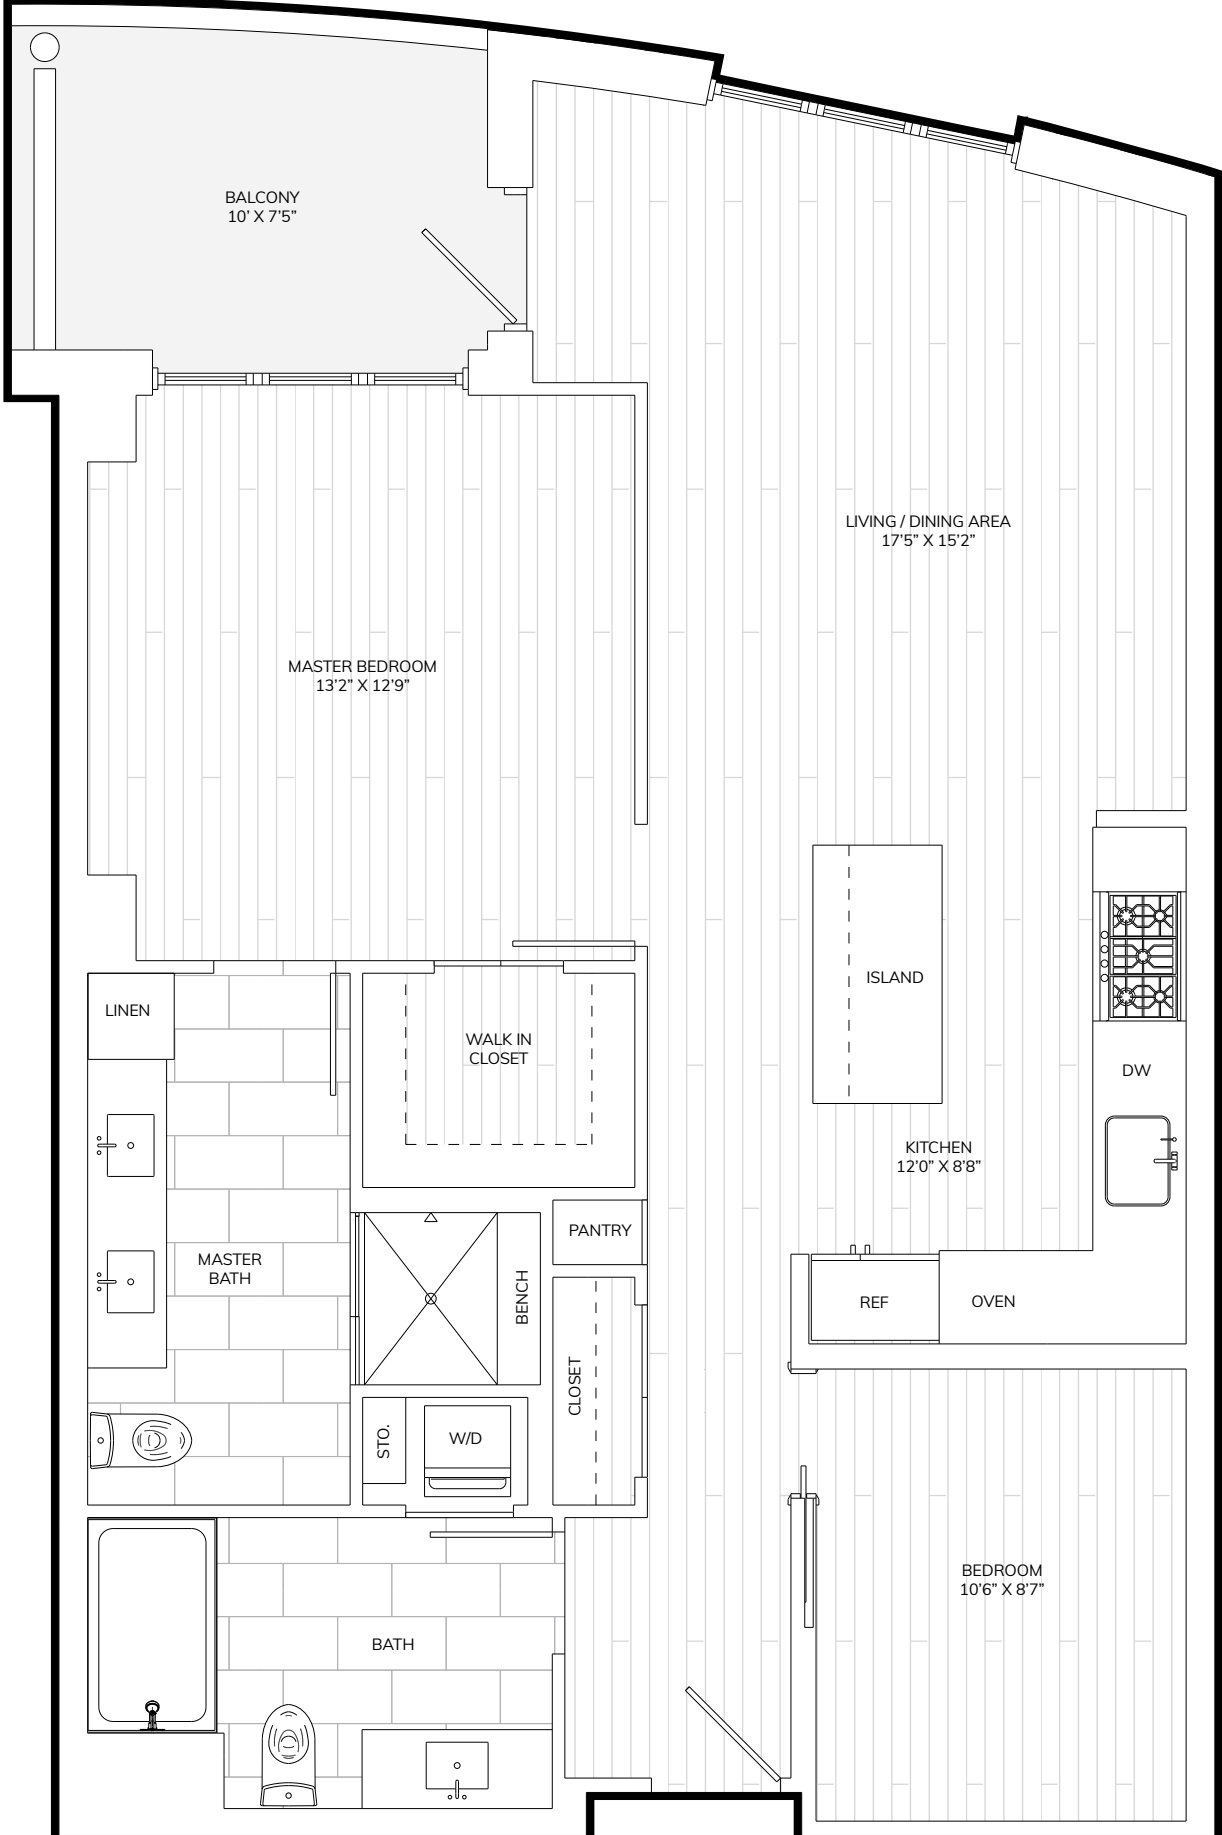 BALCONY
10’ X 7’5”
LIVING / DINING AREA
17’5” X 15’2”
MASTER BEDROOM
13’2” X 12’9”
ISLAND
LINEN
WALK IN
CLOSET
DW
KITCHEN
12’0” X 8’8”
PANTRY
MASTER
BATH
BENCH
REF
OVEN
CLOSET
STO.
W/D
BEDROOM
10’6” X 8’7”
BATH